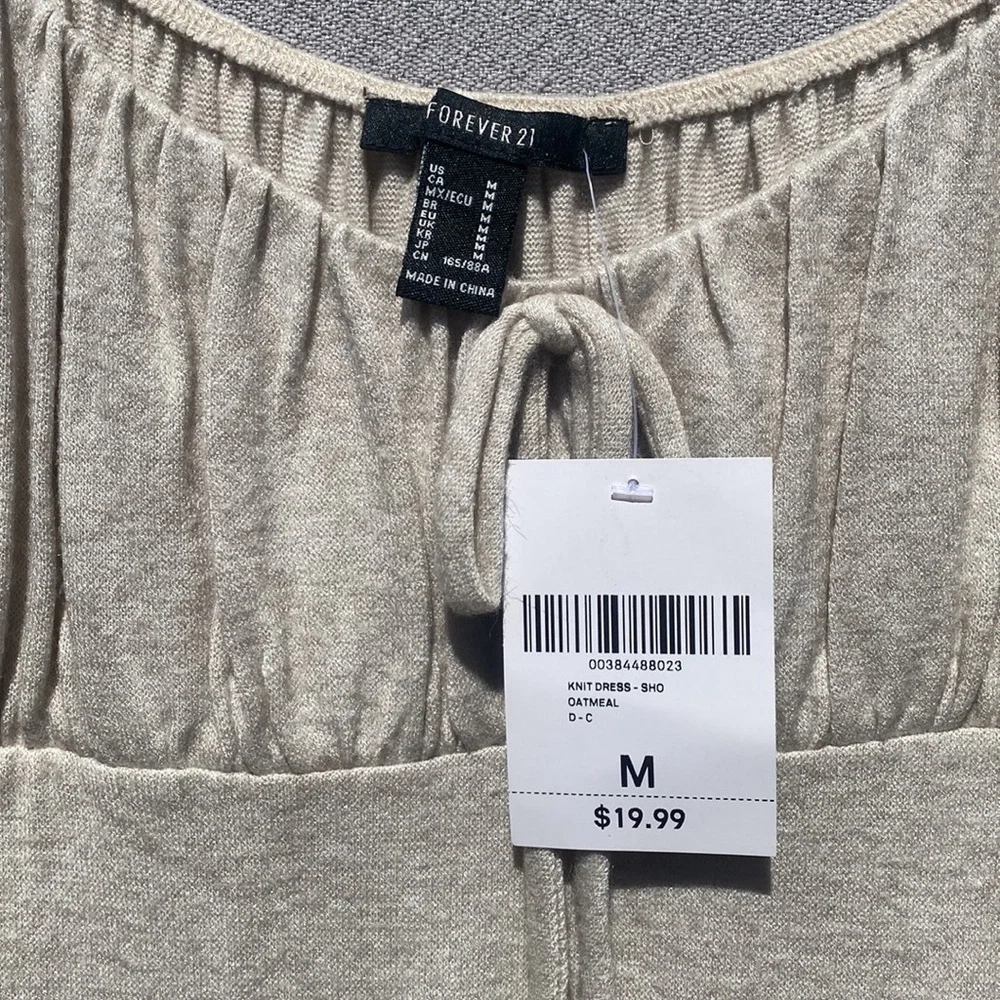 FOREVER 21
US M
CA M
MX/ECU M
BR M
EU M
UK M
KR M
JP M
CN 165/88A
MADE IN CHINA
00384488023
KNIT DRESS - SHO
OATMEAL
D - C
M
$19.99